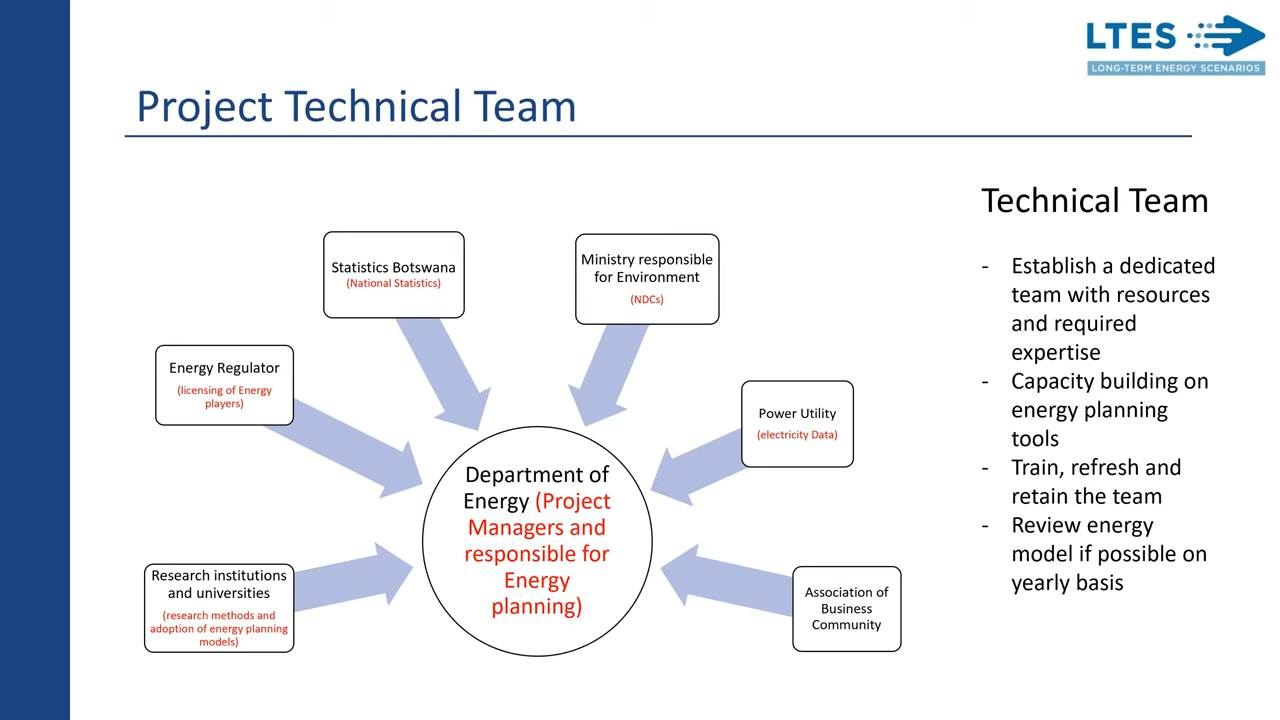 LTES
LONG-TERM ENERGY SCENARIOS
Project Technical Team
Statistics Botswana
(National Statistics)
Ministry responsible
for Environment
(NDCs)
Energy Regulator
(licensing of Energy
players)
Power Utility
(electricity Data)
Department of
Energy (Project
Managers and
responsible for
Energy
planning)
Research institutions
and universities
(research methods and
adoption of energy planning
models)
Association of
Business
Community
Technical Team
- Establish a dedicated
team with resources
and required
expertise
- Capacity building on
energy planning
tools
- Train, refresh and
retain the team
- Review energy
model if possible on
yearly basis